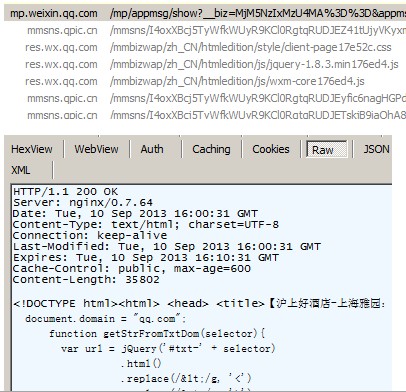 mp.weixin.qq.com /mp/appmsg/show?__biz=MjM5NzIxMzU4MA%3D%3D&appms
mmsns.qpic.cn /mmsns/I4oxXBcj5TyWfkWUyR9KCl0RgtqRUDJEZ41tUjyVKyxr
res.wx.qq.com /mmbizwap/zh_CN/htmledition/style/client-page17e52c.css
res.wx.qq.com /mmbizwap/zh_CN/htmledition/js/jquery-1.8.3.min176ed4.js
res.wx.qq.com /mmbizwap/zh_CN/htmledition/js/wxm-core176ed4.js
mmsns.qpic.cn /mmsns/I4oxXBcj5TyWfkWUyR9KCl0RgtqRUDJEyfic6nagHGPd
mmsns.qpic.cn /mmsns/I4oxXBcj5TyWfkWUyR9KCl0RgtqRUDJETskiB9iaOhA8
HexView WebView Auth Caching Cookies Raw JSON
XML
HTTP/1.1 200 OK
Server: nginx/0.7.64
Date: Tue, 10 Sep 2013 16:00:31 GMT
Content-Type: text/html; charset=UTF-8
Connection: keep-alive
Last-Modified: Tue, 10 Sep 2013 16:00:31 GMT
Expires: Tue, 10 Sep 2013 16:10:31 GMT
Cache-Control: public, max-age=600
Content-Length: 35802
<!DOCTYPE html><html> <head> <title>【沪上好酒店-上海雅园:
document.domain = "qq.com";
function getStrFromTxtDom(selector){
var url = jQuery('#txt-' + selector)
.html()
.replace(/&lt;/g, '<')